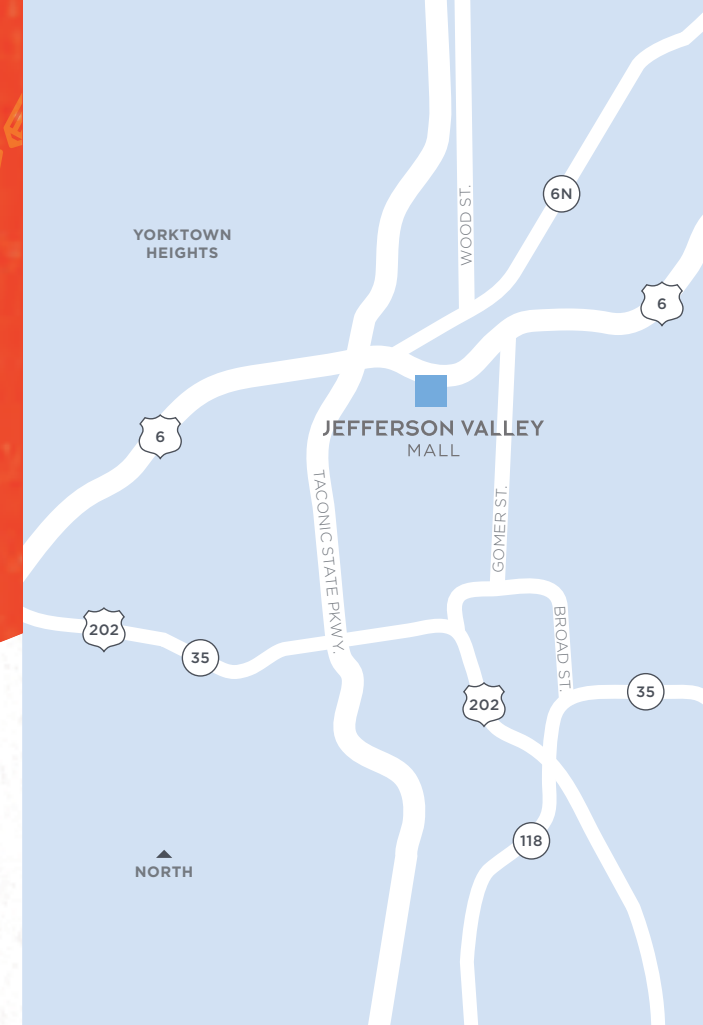 WOOD ST.
6N
YORKTOWN
HEIGHTS
6
6
JEFFERSON VALLEY
MALL
TACONIC STATE PKWY.
GOMER ST.
202
35
BROAD ST.
202
35
118
NORTH